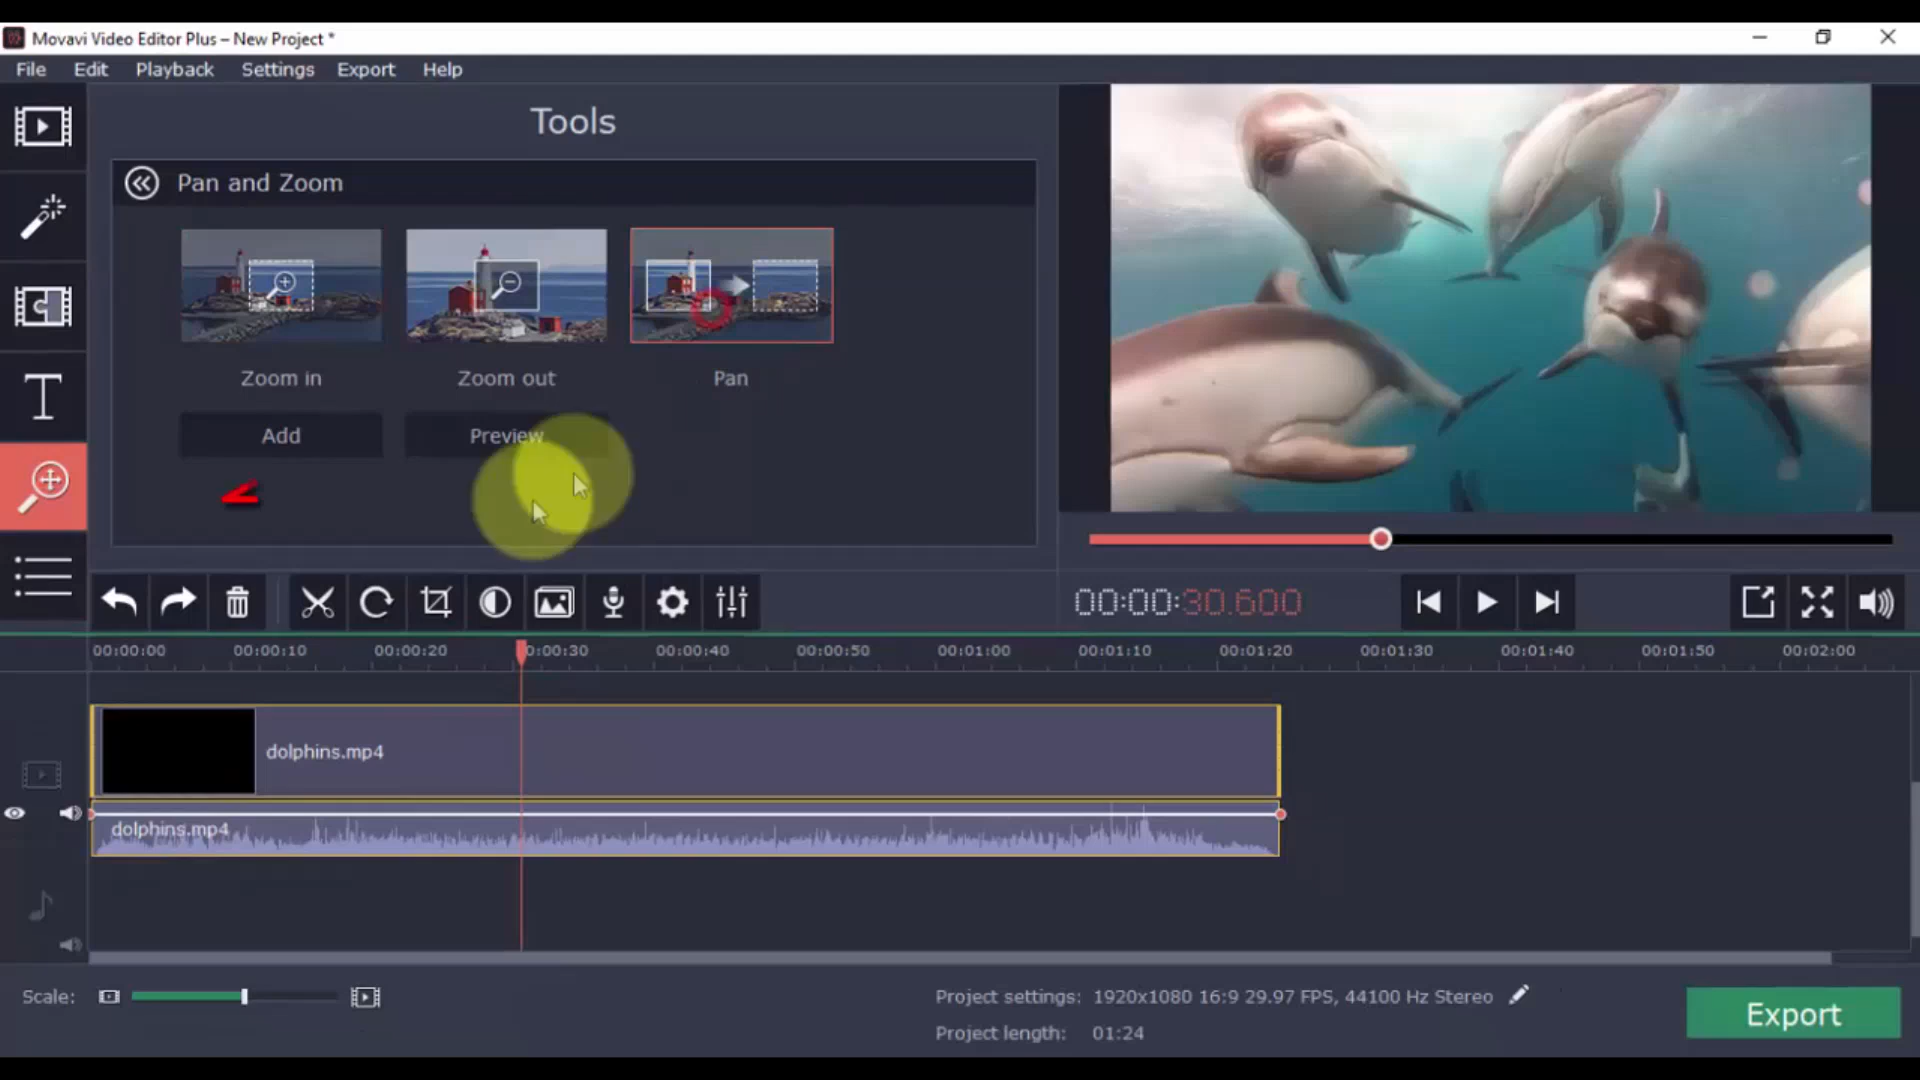 Movavi Video Editor Plus – New Project *
File Edit Playback Settings Export Help
Tools
Pan and Zoom
Zoom in Zoom out Pan
Add Preview
00:00:30.600
00:00:00 00:00:10 00:00:20 0:00:30 00:00:40 00:00:50 00:01:00 00:01:10 00:01:20 00:01:30 00:01:40 00:01:50 00:02:00
dolphins.mp4
dolphins.mp4
Scale:
Project settings: 1920x1080 16:9 29.97 FPS, 44100 Hz Stereo
Project length: 01:24
Export